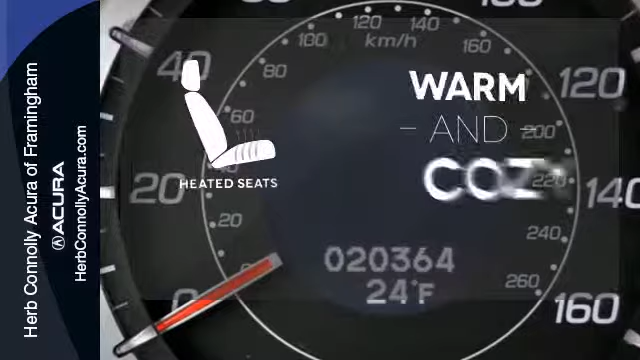 Herb Connolly Acura of Framingham
ACURA
HerbConnollyAcura.com
HEATED SEATS
WARM
AND
020364
24°F
km/h
20
40
120
140
160
0
20
60
80
100
120
140
160
200
220
240
260